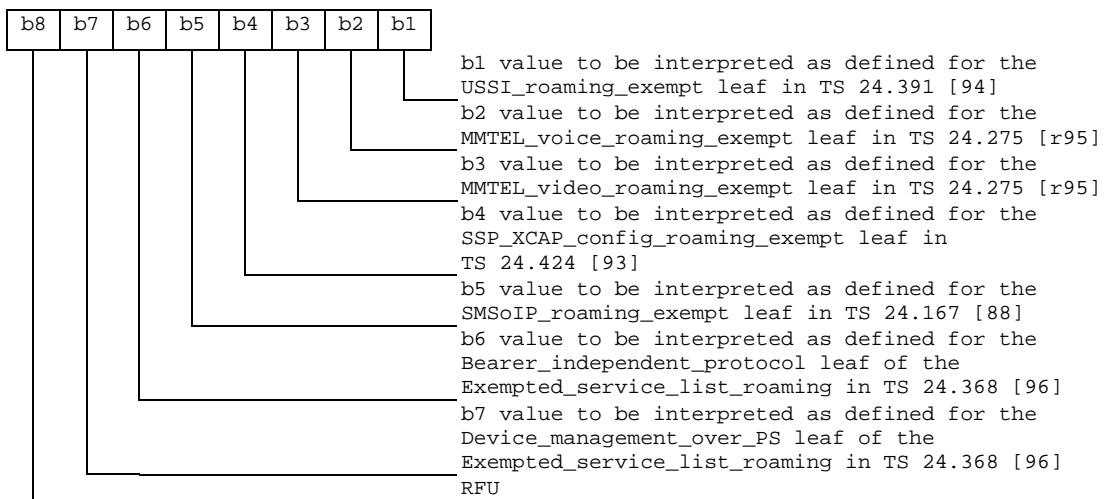 b8 b7 b6 b5 b4 b3 b2 b1
b1 value to be interpreted as defined for the
USSI_roaming_exempt leaf in TS 24.391 [94]
b2 value to be interpreted as defined for the
MMTEL_voice_roaming_exempt leaf in TS 24.275 [r95]
b3 value to be interpreted as defined for the
MMTEL_video_roaming_exempt leaf in TS 24.275 [r95]
b4 value to be interpreted as defined for the
SSP_XCAP_config_roaming_exempt leaf in
TS 24.424 [93]
b5 value to be interpreted as defined for the
SMSoIP_roaming_exempt leaf in TS 24.167 [88]
b6 value to be interpreted as defined for the
Bearer_independent_protocol leaf of the
Exempted_service_list_roaming in TS 24.368 [96]
b7 value to be interpreted as defined for the
Device_management_over_PS leaf of the
Exempted_service_list_roaming in TS 24.368 [96]
RFU